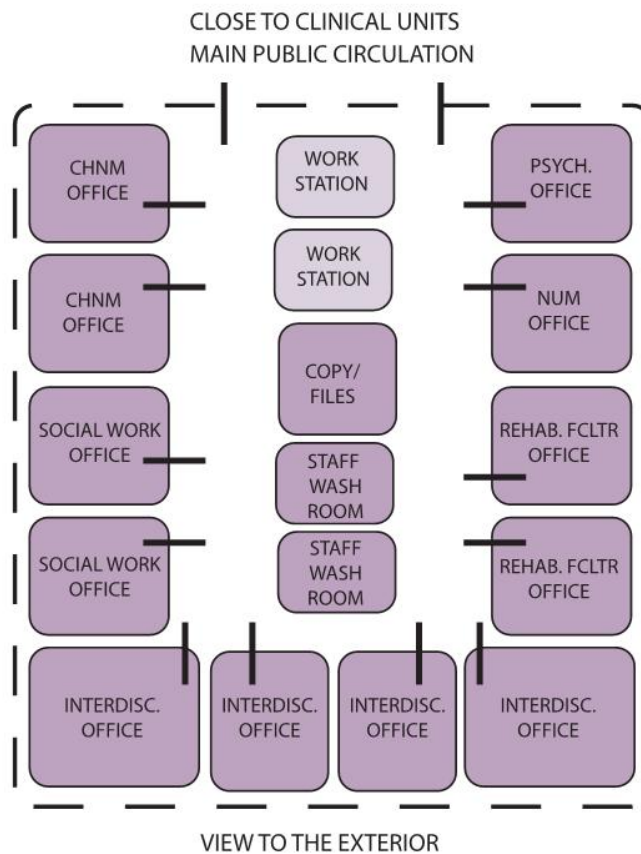 CLOSE TO CLINICAL UNITS
MAIN PUBLIC CIRCULATION
CHNM
OFFICE
WORK
STATION
PSYCH.
OFFICE
CHNM
OFFICE
WORK
STATION
NUM
OFFICE
COPY/
FILES
SOCIAL WORK
OFFICE
STAFF
WASH
ROOM
REHAB. FCLTR
OFFICE
SOCIAL WORK
OFFICE
STAFF
WASH
ROOM
REHAB. FCLTR
OFFICE
INTERDISC.
OFFICE
INTERDISC.
OFFICE
INTERDISC.
OFFICE
INTERDISC.
OFFICE
VIEW TO THE EXTERIOR